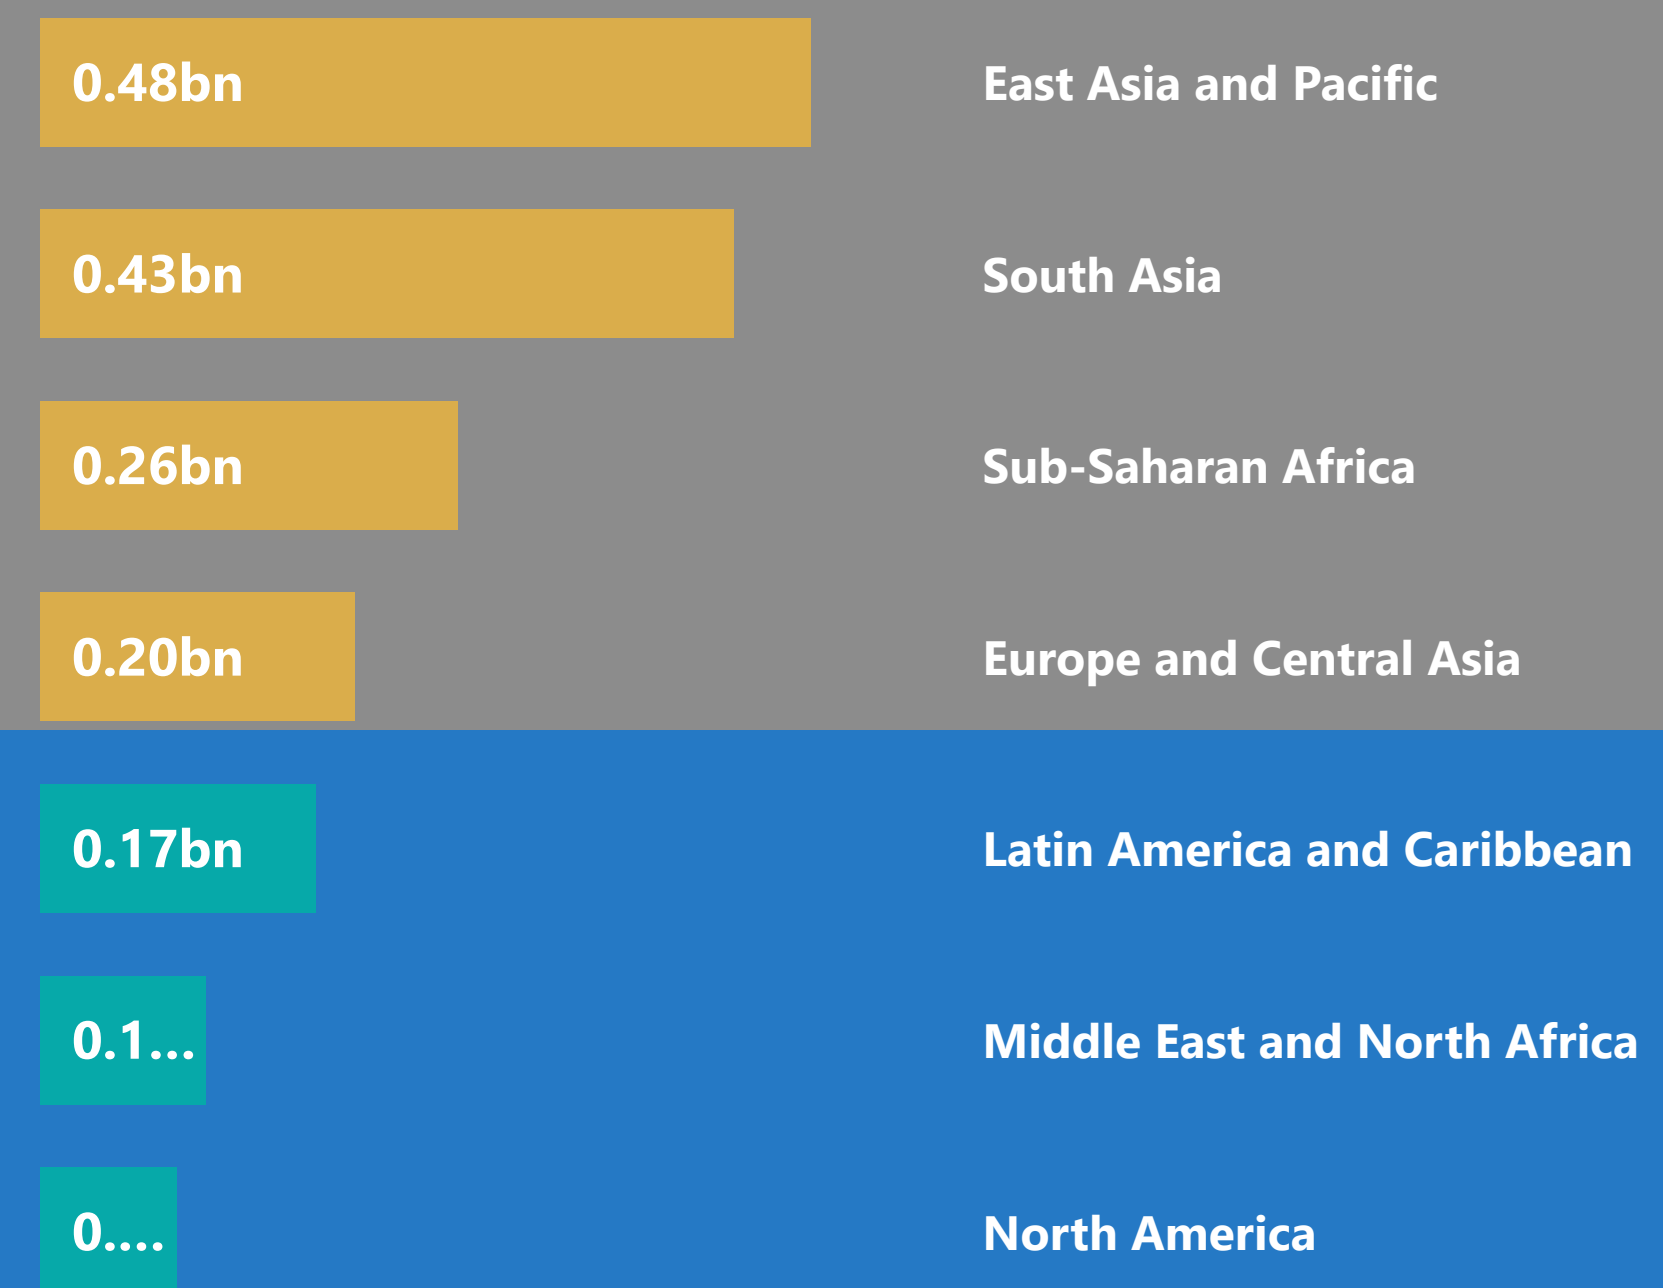 0.48bn East Asia and Pacific
0.43bn South Asia
0.26bn Sub-Saharan Africa
0.20bn Europe and Central Asia
0.17bn Latin America and Caribbean
0.1... Middle East and North Africa
0.... North America